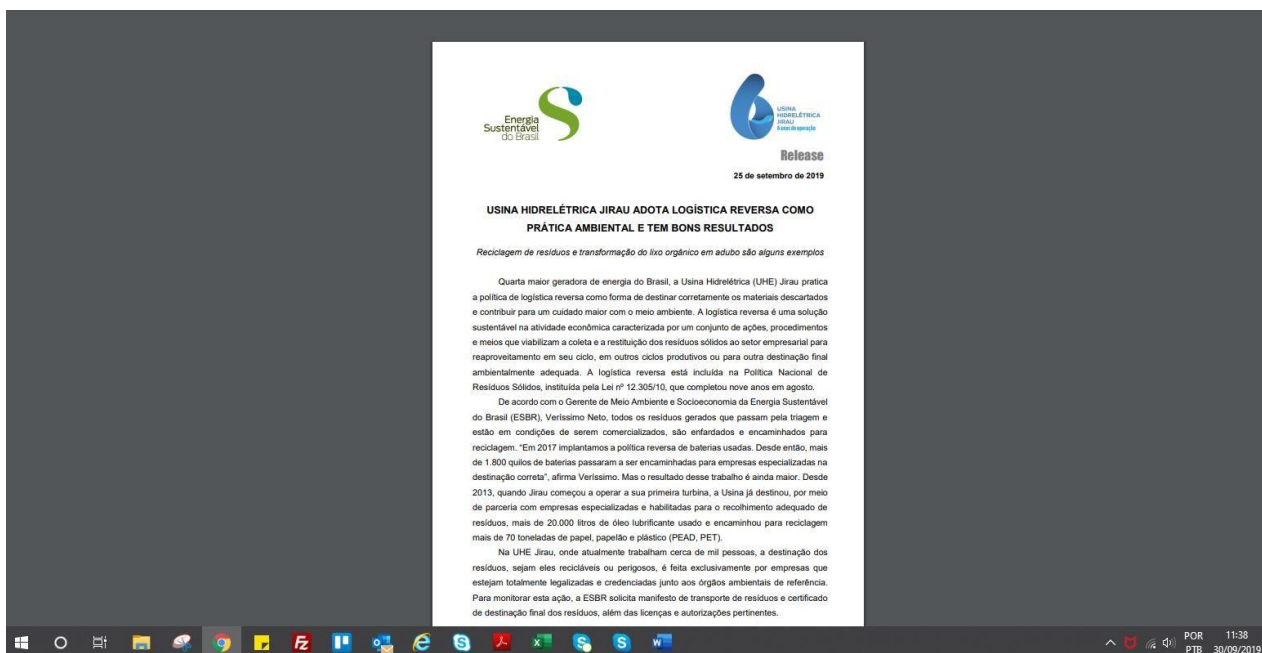 Energia
Sustentável
do Brasil
USINA
HIDRELÉTRICA
JIRAU
6 anos de operação
Release
25 de setembro de 2019
USINA HIDRELÉTRICA JIRAU ADOTA LOGÍSTICA REVERSA COMO
PRÁTICA AMBIENTAL E TEM BONS RESULTADOS
Reciclagem de resíduos e transformação do lixo orgânico em adubo são alguns exemplos
Quarta maior geradora de energia do Brasil, a Usina Hidrelétrica (UHE) Jirau pratica
a política de logística reversa como forma de destinar corretamente os materiais descartados
e contribuir para um cuidado maior com o meio ambiente. A logística reversa é uma solução
sustentável na atividade econômica caracterizada por um conjunto de ações, procedimentos
e meios que viabilizam a coleta e a restituição dos resíduos sólidos ao setor empresarial para
reaproveitamento em seu ciclo, em outros ciclos produtivos ou para outra destinação final
ambientalmente adequada. A logística reversa está incluída na Política Nacional de
Resíduos Sólidos, instituída pela Lei nº 12.305/10, que completou nove anos em agosto.
De acordo com o Gerente de Meio Ambiente e Socioeconomia da Energia Sustentável
do Brasil (ESBR), Veríssimo Neto, todos os resíduos gerados que passam pela triagem e
estão em condições de serem comercializados, são enfardados e encaminhados para
reciclagem. “Em 2017 implantamos a política reversa de baterias usadas. Desde então, mais
de 1.800 quilos de baterias passaram a ser encaminhadas para empresas especializadas na
destinação correta”, afirma Veríssimo. Mas o resultado desse trabalho é ainda maior. Desde
2013, quando Jirau começou a operar a sua primeira turbina, a Usina já destinou, por meio
de parceria com empresas especializadas e habilitadas para o recolhimento adequado de
resíduos, mais de 20.000 litros de óleo lubrificante usado e encaminhou para reciclagem
mais de 70 toneladas de papel, papelão e plástico (PEAD, PET).
Na UHE Jirau, onde atualmente trabalham cerca de mil pessoas, a destinação dos
resíduos, sejam eles recicláveis ou perigosos, é feita exclusivamente por empresas que
estejam totalmente legalizadas e credenciadas junto aos órgãos ambientais de referência.
Para monitorar esta ação, a ESBR solicita manifesto de transporte de resíduos e certificado
de destinação final dos resíduos, além das licenças e autorizações pertinentes.
POR 11:38
PTB 30/09/2019